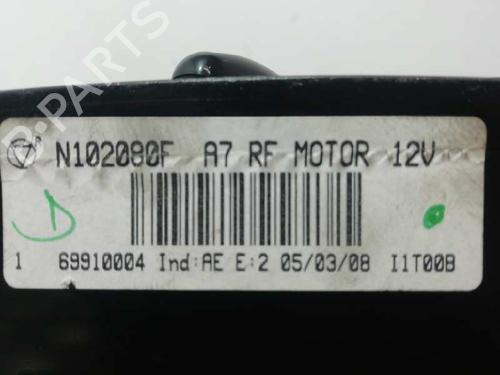 N102080F A7 RF MOTOR 12V
D
1 69910004 Ind:AE E:2 05/03/08 I1T00B
PARTS